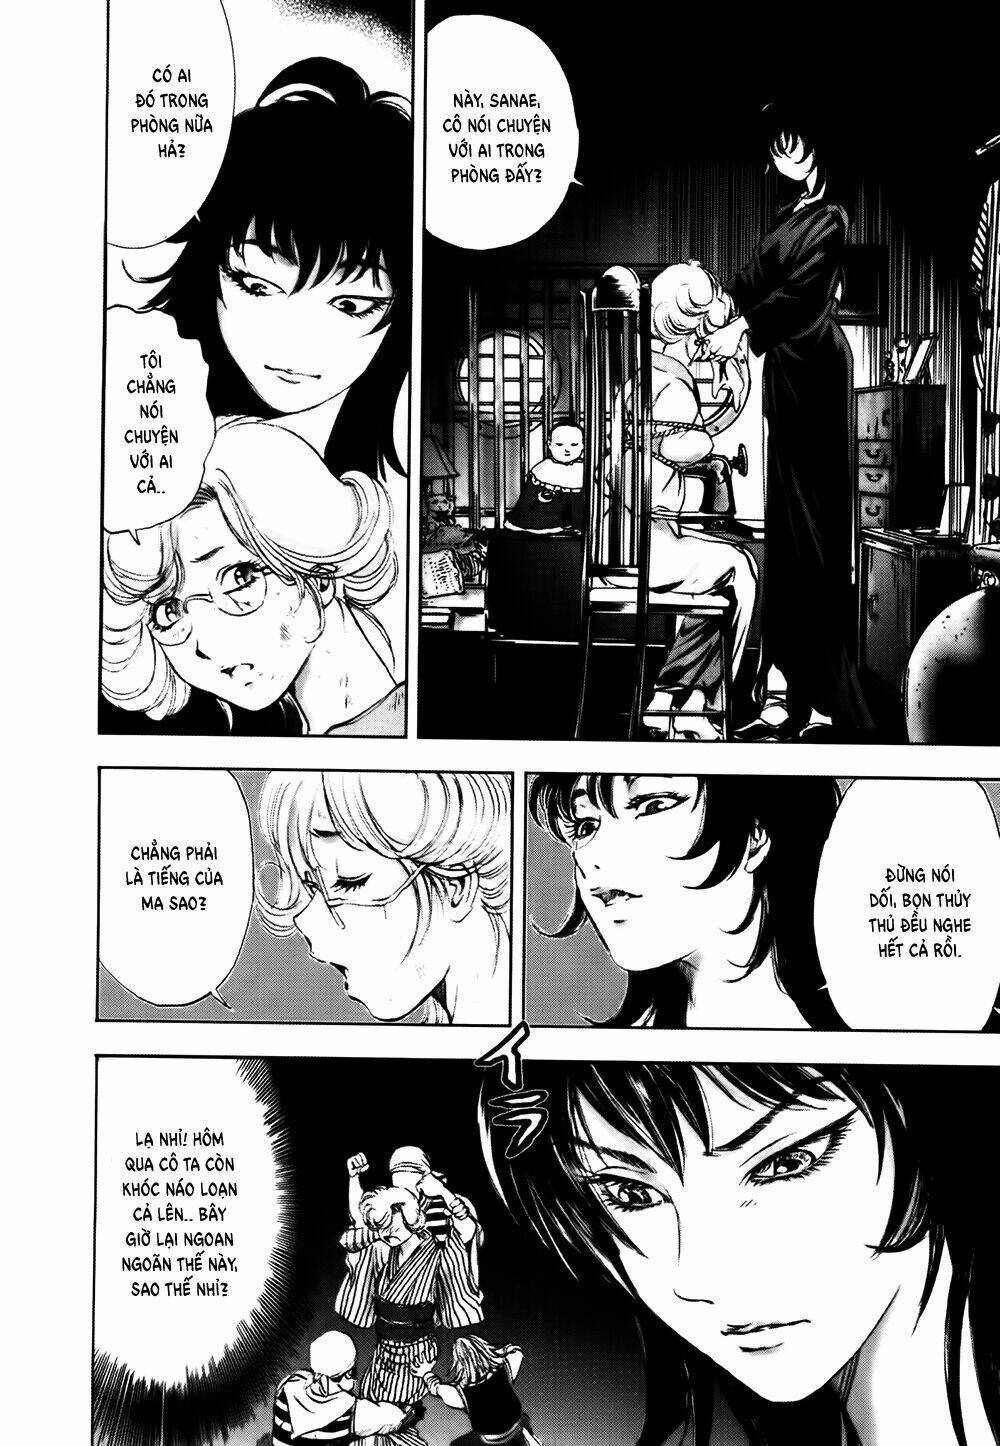 NÀY, SANAE,
CÔ NÓI CHUYỆN
VỚI AI TRONG
PHÒNG ĐẤY?
CÓ AI
ĐÓ TRONG
PHÒNG NỮA
HẢ?
TÔI
CHẲNG
NÓI
CHUYỆN
VỚI AI
CẢ..
ĐỪNG NÓI
DỐI, BỌN THỦY
THỦ ĐỀU NGHE
HẾT CẢ RỒI.
CHẲNG PHẢI
LÀ TIẾNG CỦA
MA SAO?
イラ
LẠ NHỈ! HÔM
QUA CÔ TA CÒN
KHÓC NÁO LOẠN
CẢ LÊN.. BÂY
GIỜ LẠI NGOAN
NGOÃN THẾ NÀY,
SAO THẾ NHỈ?